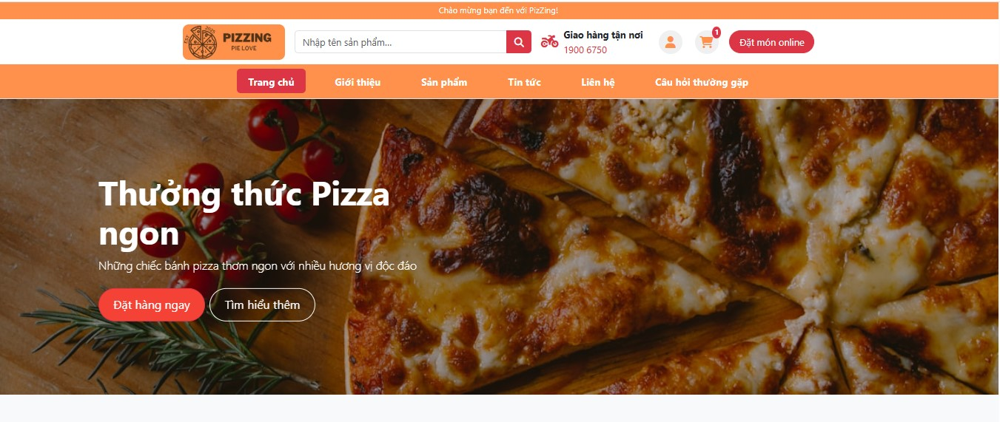 Chào mừng bạn đến với PizZing!
EST 2025
PIZZING
PIE LOVE
Nhập tên sản phẩm...
Giao hàng tận nơi
1900 6750
1
Đặt món online
Trang chủ
Giới thiệu
Sản phẩm
Tin tức
Liên hệ
Câu hỏi thường gặp
Thưởng thức Pizza
ngon
Những chiếc bánh pizza thơm ngon với nhiều hương vị độc đáo
Đặt hàng ngay
Tìm hiểu thêm